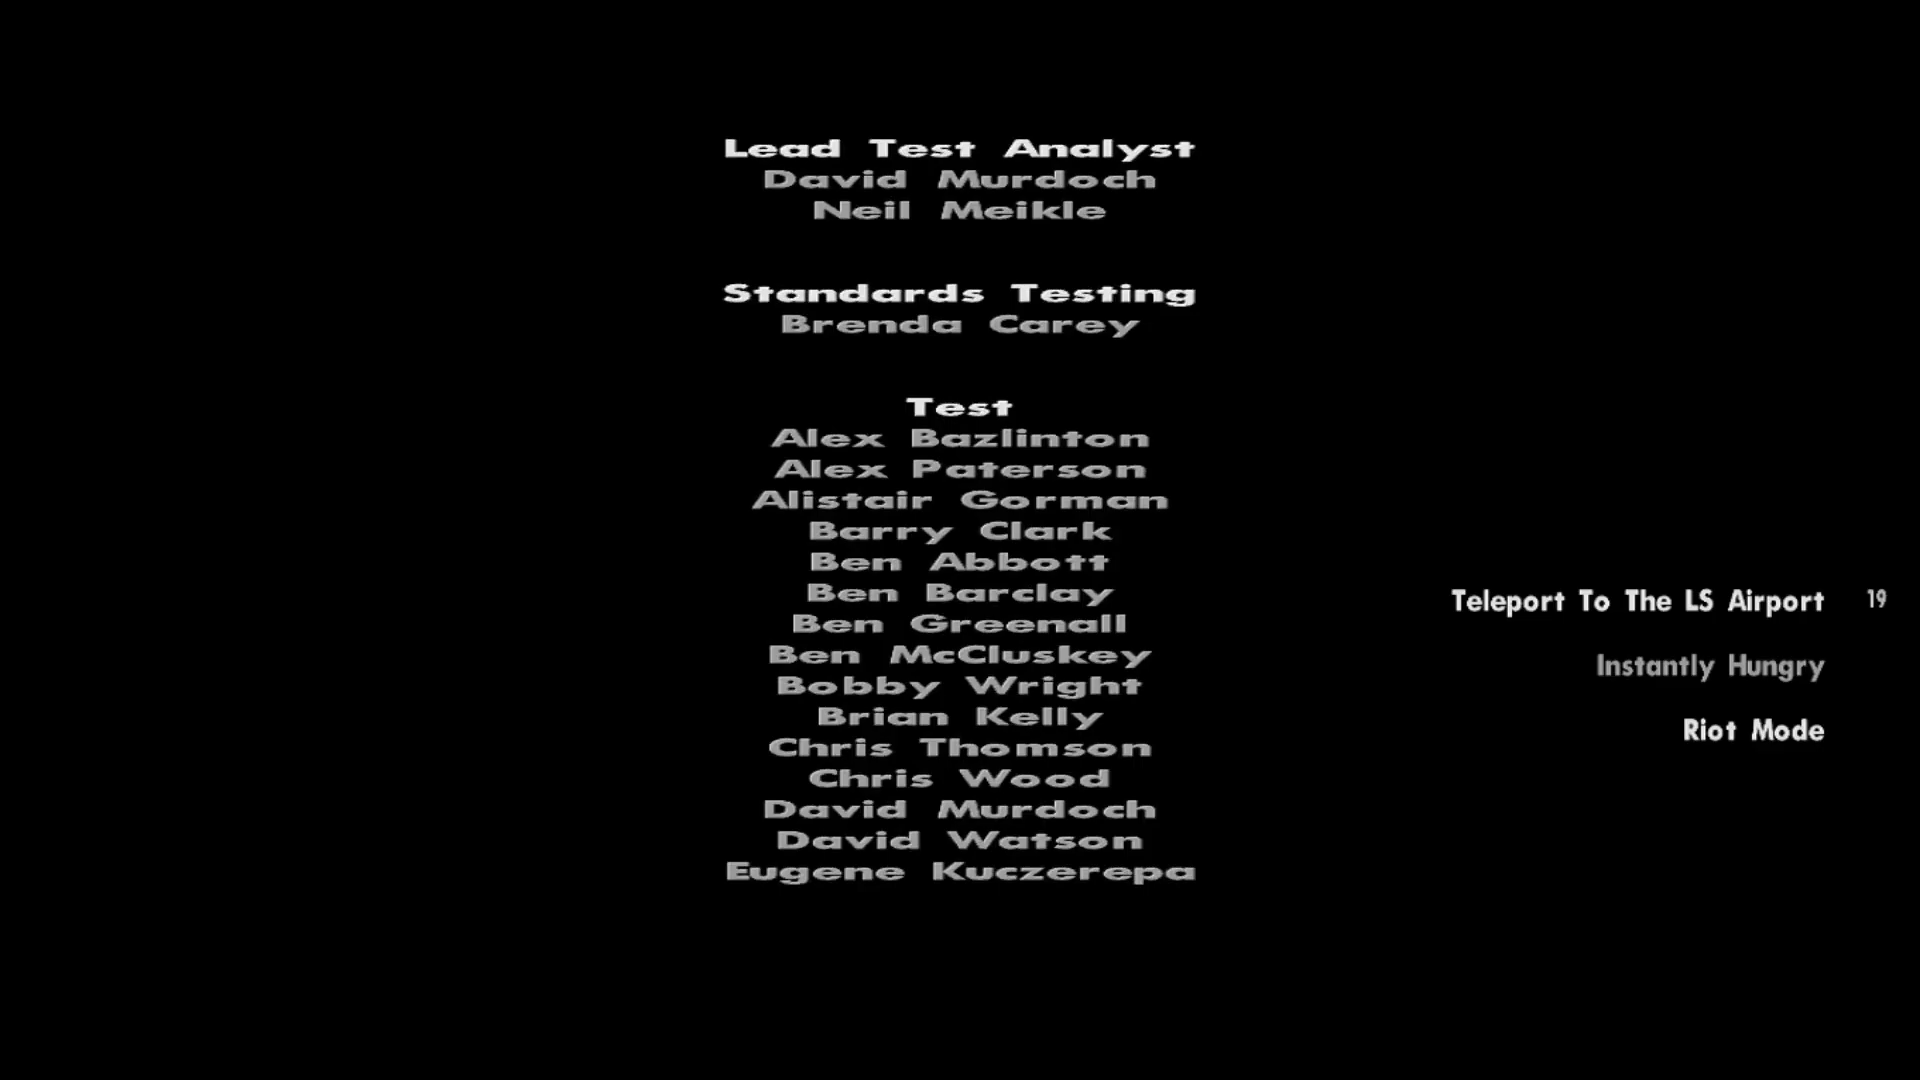 Lead Test Analyst
David Murdoch
Neil Meikle
Standards Testing
Brenda Carey
Test
Alex Bazlinton
Alex Paterson
Alistair Gorman
Barry Clark
Ben Abbott
Ben Barclay
Ben Greenall
Ben McCluskey
Bobby Wright
Brian Kelly
Chris Thomson
Chris Wood
David Murdoch
David Watson
Eugene Kuczerepa
Teleport To The LS Airport 19
Instantly Hungry
Riot Mode